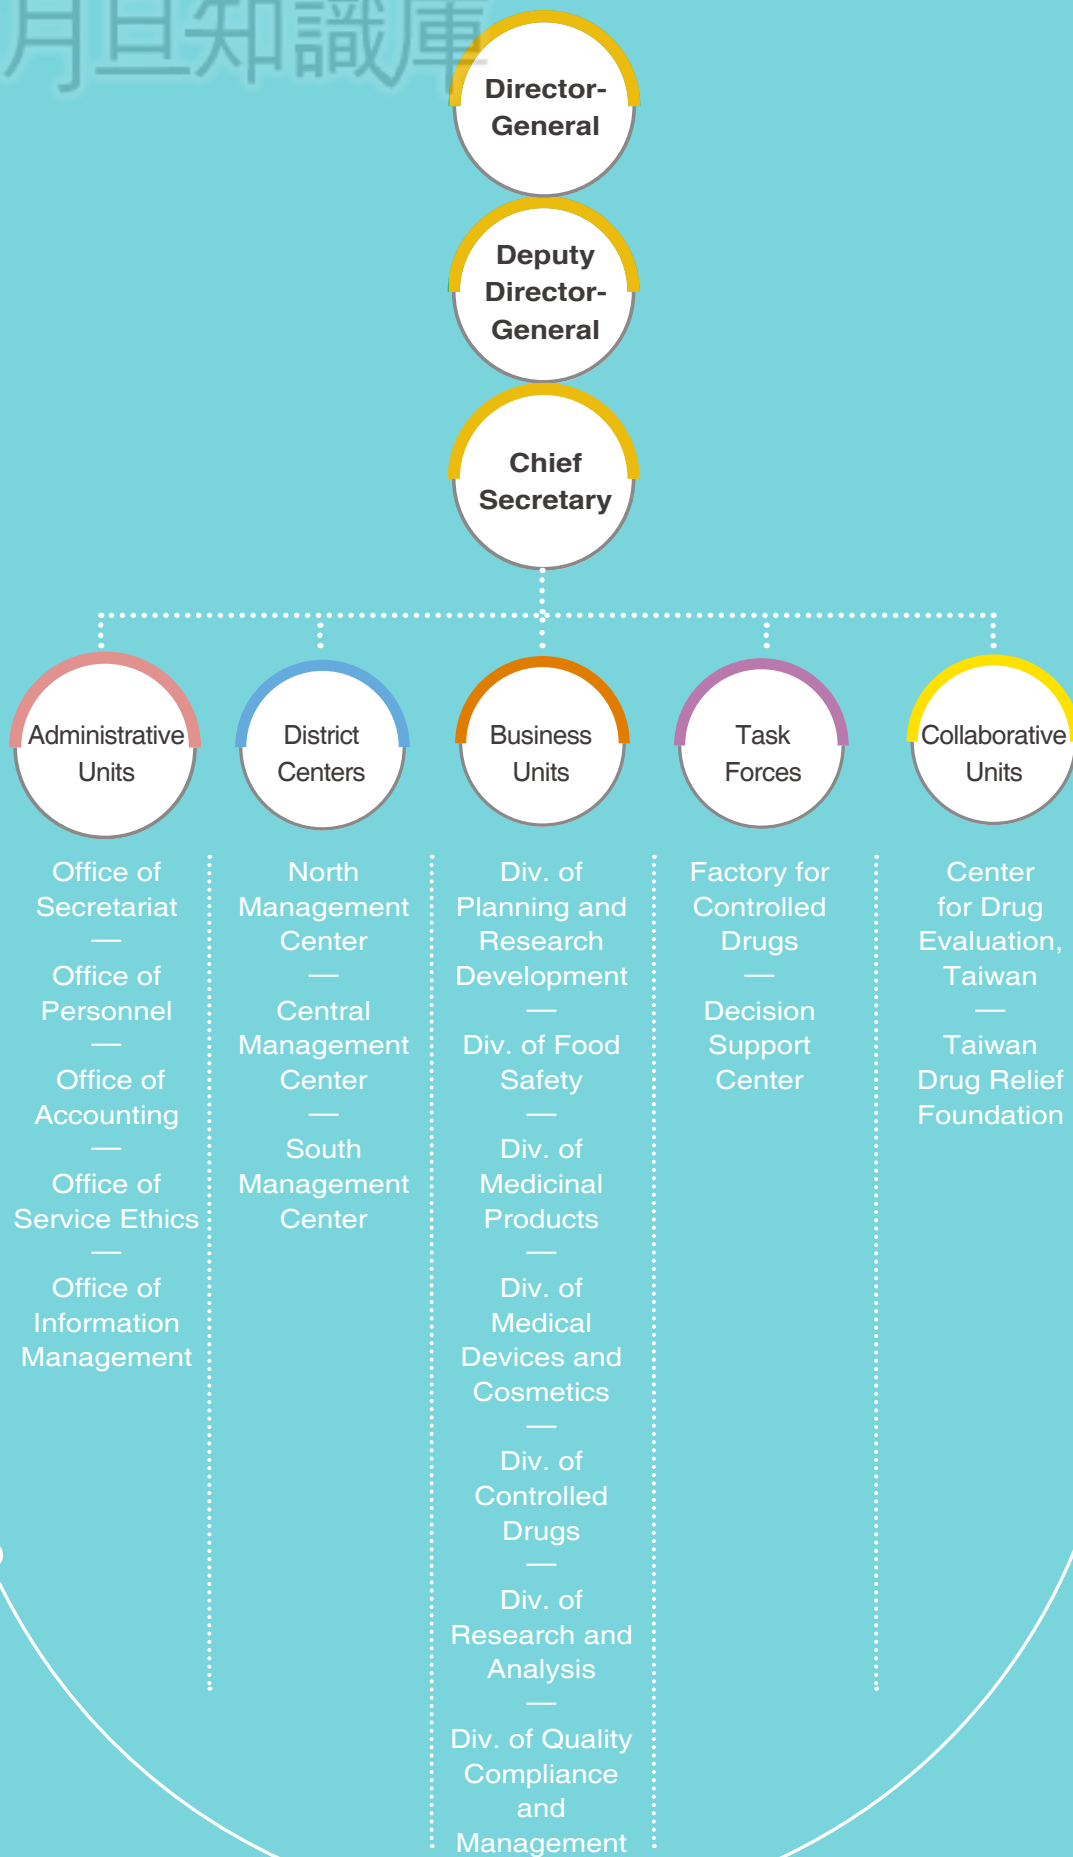 月旦知識庫
Director-
General
Deputy
Director-
General
Chief
Secretary
Administrative
Units
District
Centers
Business
Units
Task
Forces
Collaborative
Units
Office of
Secretariat
—
Office of
Personnel
—
Office of
Accounting
—
Office of
Service Ethics
—
Office of
Information
Management
North
Management
Center
—
Central
Management
Center
—
South
Management
Center
Div. of
Planning and
Research
Development
—
Div. of Food
Safety
—
Div. of
Medicinal
Products
—
Div. of
Medical
Devices and
Cosmetics
—
Div. of
Controlled
Drugs
—
Div. of
Research and
Analysis
—
Div. of Quality
Compliance
and
Management
Factory for
Controlled
Drugs
—
Decision
Support
Center
Center
for Drug
Evaluation,
Taiwan
—
Taiwan
Drug Relief
Foundation